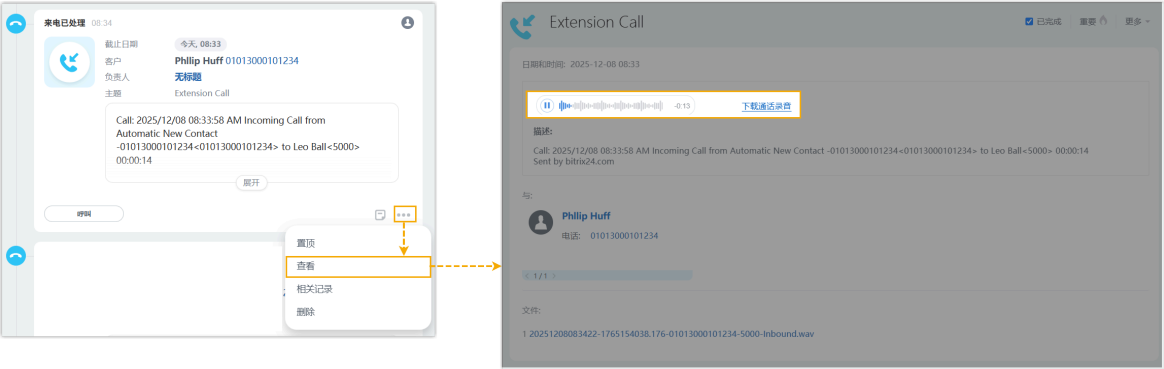 来电已处理 08:34
截止日期 今天, 08:33
客户 Phllip Huff 01013000101234
负责人 无标题
主题 Extension Call
Call: 2025/12/08 08:33:58 AM Incoming Call from
Automatic New Contact
-01013000101234<01013000101234> to Leo Ball<5000>
00:00:14
展开
呼叫
置顶
查看
相关记录
删除
Extension Call
已完成 重要 更多
日期和时间: 2025-12-08 08:33
-0:13 下载通话录音
描述:
Call: 2025/12/08 08:33:58 AM Incoming Call from Automatic New Contact -01013000101234<01013000101234> to Leo Ball<5000> 00:00:14
Sent by bitrix24.com
与:
Phllip Huff
电话: 01013000101234
< 1 / 1 >
文件:
1 20251208083422-1765154038.176-01013000101234-5000-Inbound.wav